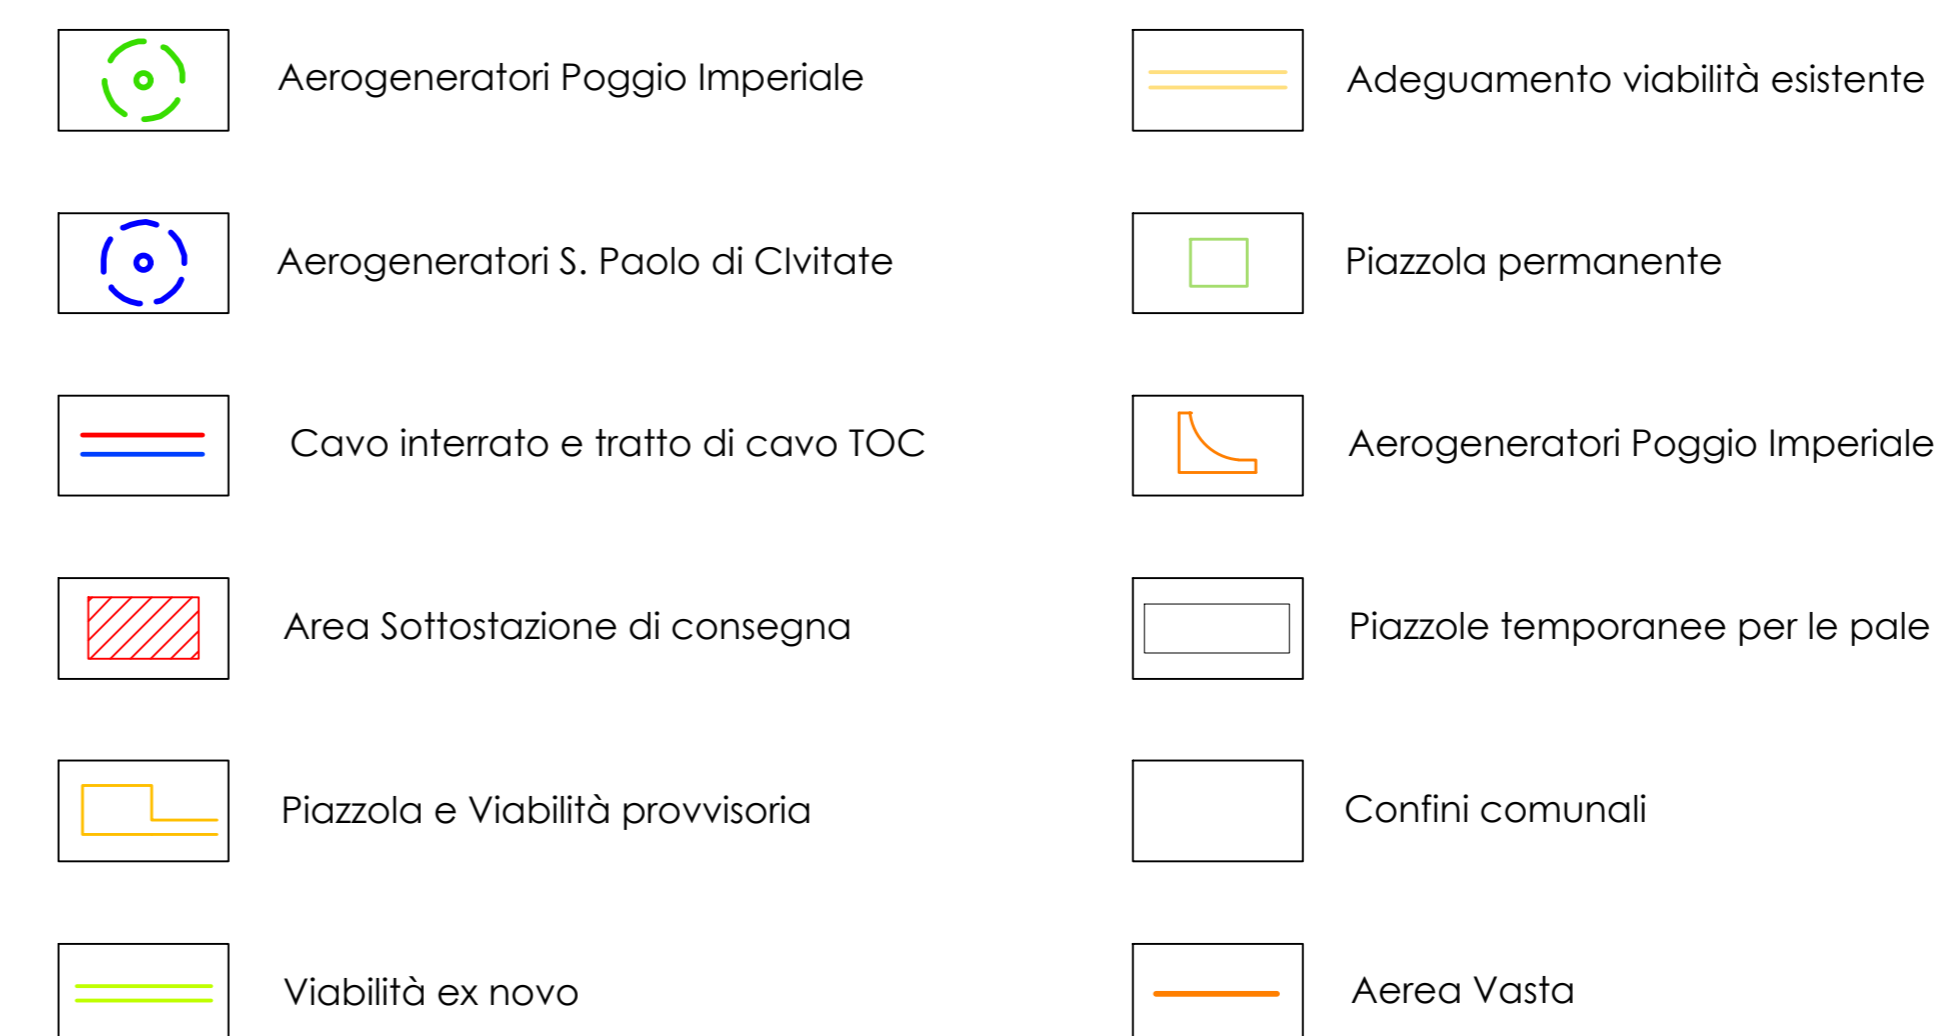 Aerogeneratori Poggio Imperiale
Aerogeneratori S. Paolo di CIvitate
Cavo interrato e tratto di cavo TOC
Area Sottostazione di consegna
Piazzola e Viabilità provvisoria
Viabilità ex novo
Adeguamento viabilità esistente
Piazzola permanente
Aerogeneratori Poggio Imperiale
Piazzole temporanee per le pale
Confini comunali
Aerea Vasta